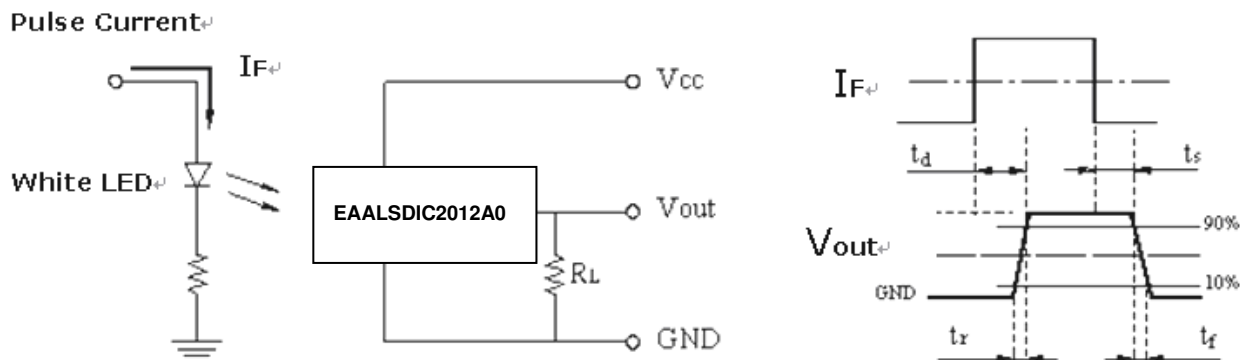 Pulse Current↵
IF↵
White LED↵
EAALSDIC2012A0
Vcc
Vout
RL
GND
IF↵
td
ts
Vout↵
90%
10%
GND
tr
tf